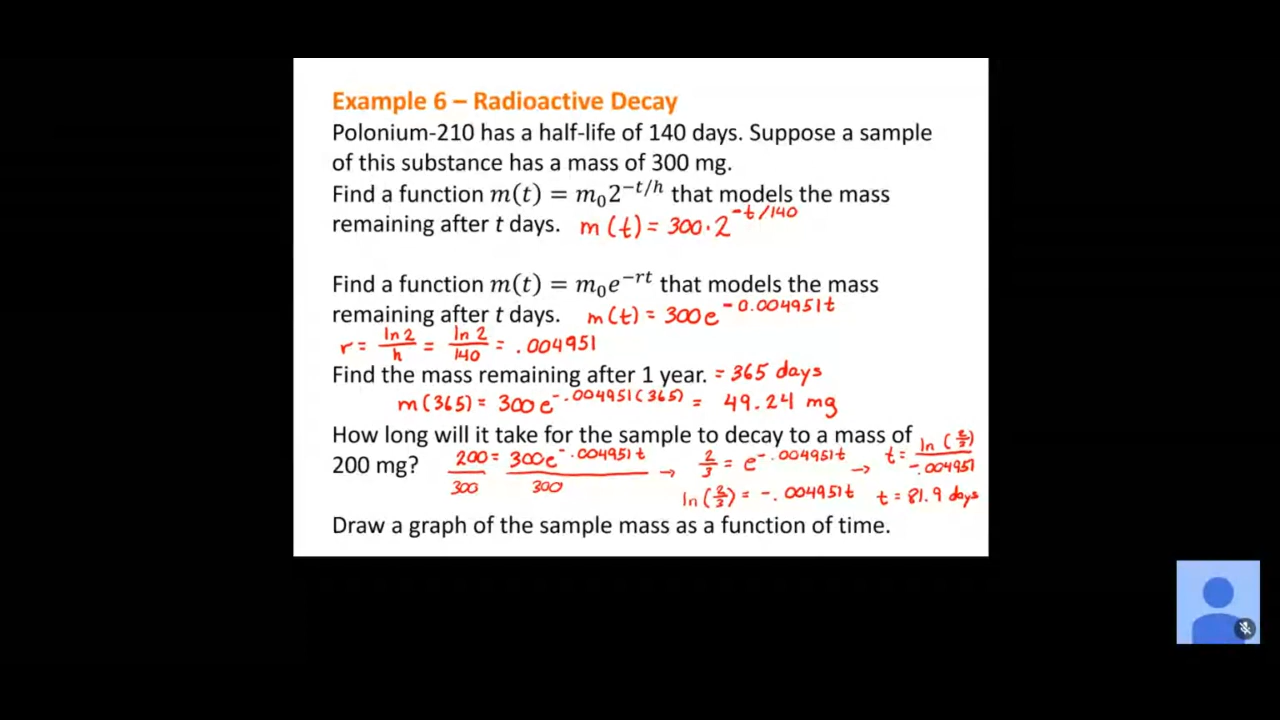 Example 6 – Radioactive Decay
Polonium-210 has a half-life of 140 days. Suppose a sample
of this substance has a mass of 300 mg.
Find a function m(t) = m₀2^(−t/h) that models the mass
remaining after t days. m(t) = 300·2^(−t/140)
Find a function m(t) = m₀e^(−rt) that models the mass
remaining after t days. m(t) = 300e^(−0.004951t)
r = ln2/h = ln2/140 = .004951
Find the mass remaining after 1 year. = 365 days
m(365) = 300e^(−.004951(365)) = 49.24 mg
How long will it take for the sample to decay to a mass of
200 mg? 200/300 = 300e^(−.004951t)/300 → 2/3 = e^(−.004951t) → t = ln(2/3)/−.004951
ln(2/3) = −.004951t t = 81.9 days
Draw a graph of the sample mass as a function of time.